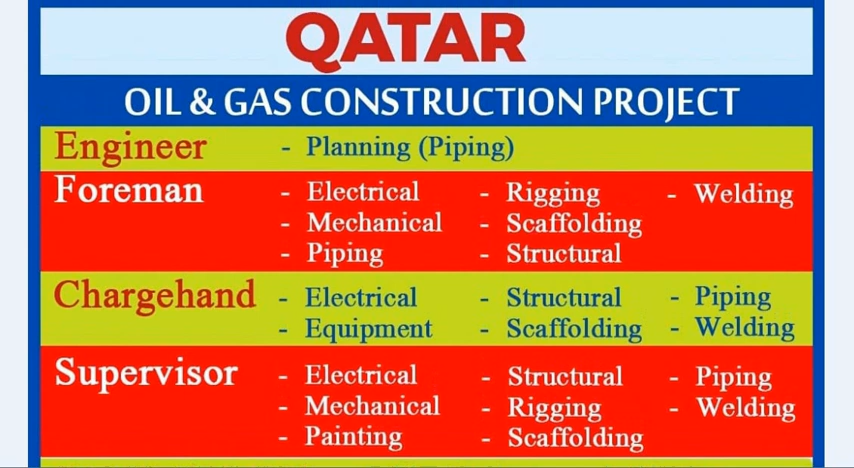 QATAR
OIL & GAS CONSTRUCTION PROJECT
Engineer - Planning (Piping)
Foreman - Electrical - Rigging - Welding
- Mechanical - Scaffolding
- Piping - Structural
Chargehand - Electrical - Structural - Piping
- Equipment - Scaffolding - Welding
Supervisor - Electrical - Structural - Piping
- Mechanical - Rigging - Welding
- Painting - Scaffolding